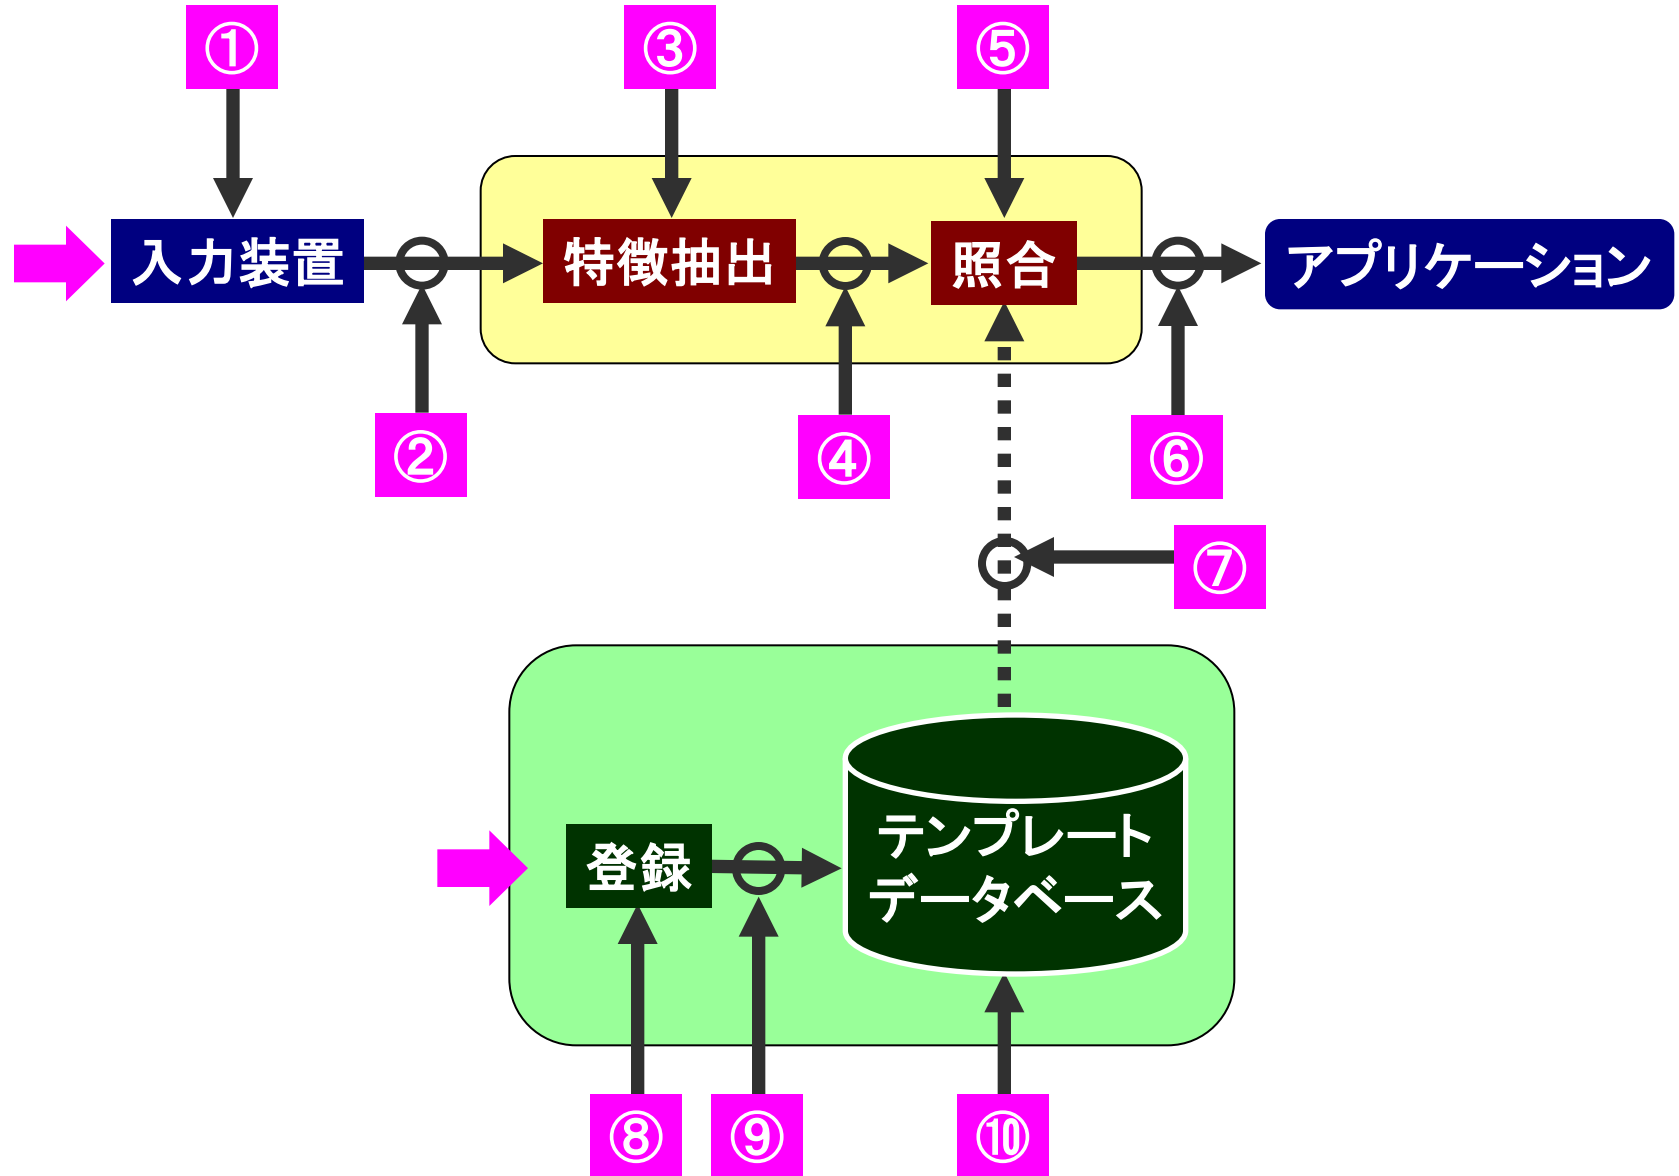 ①
③
⑤
入力装置
特徴抽出
照合
アプリケーション
②
④
⑥
⑦
登録
テンプレート
データベース
⑧
⑨
⑩